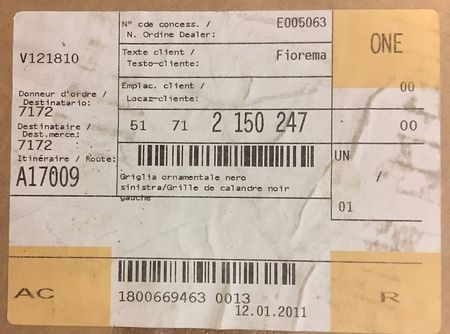 V121810
N° cde concess. /
N. Ordine Dealer:
E005063
Texte client /
Testo-cliente:
Fiorema
ONE
Emplac. client /
Locaz-cliente:
00
Donneur d'ordre /
Destinatario:
7172
Destinataire /
Dest.merce:
7172
Itinéraire / Route:
A17009
51 71 2 150 247
00
UN
/
01
Griglia ornamentale nero
sinistra/Grille de calandre noir
gauche
AC
1800669463 0013
12.01.2011
R